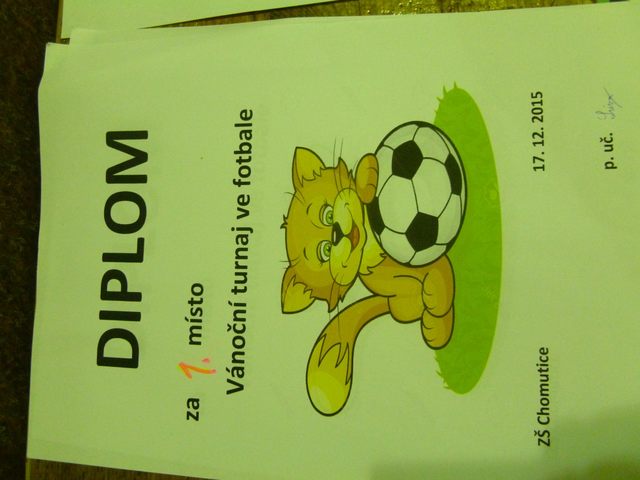 DIPLOM
za 1. místo
Vánoční turnaj ve fotbale
ZŠ Chomutice 17. 12. 2015
p. uč.